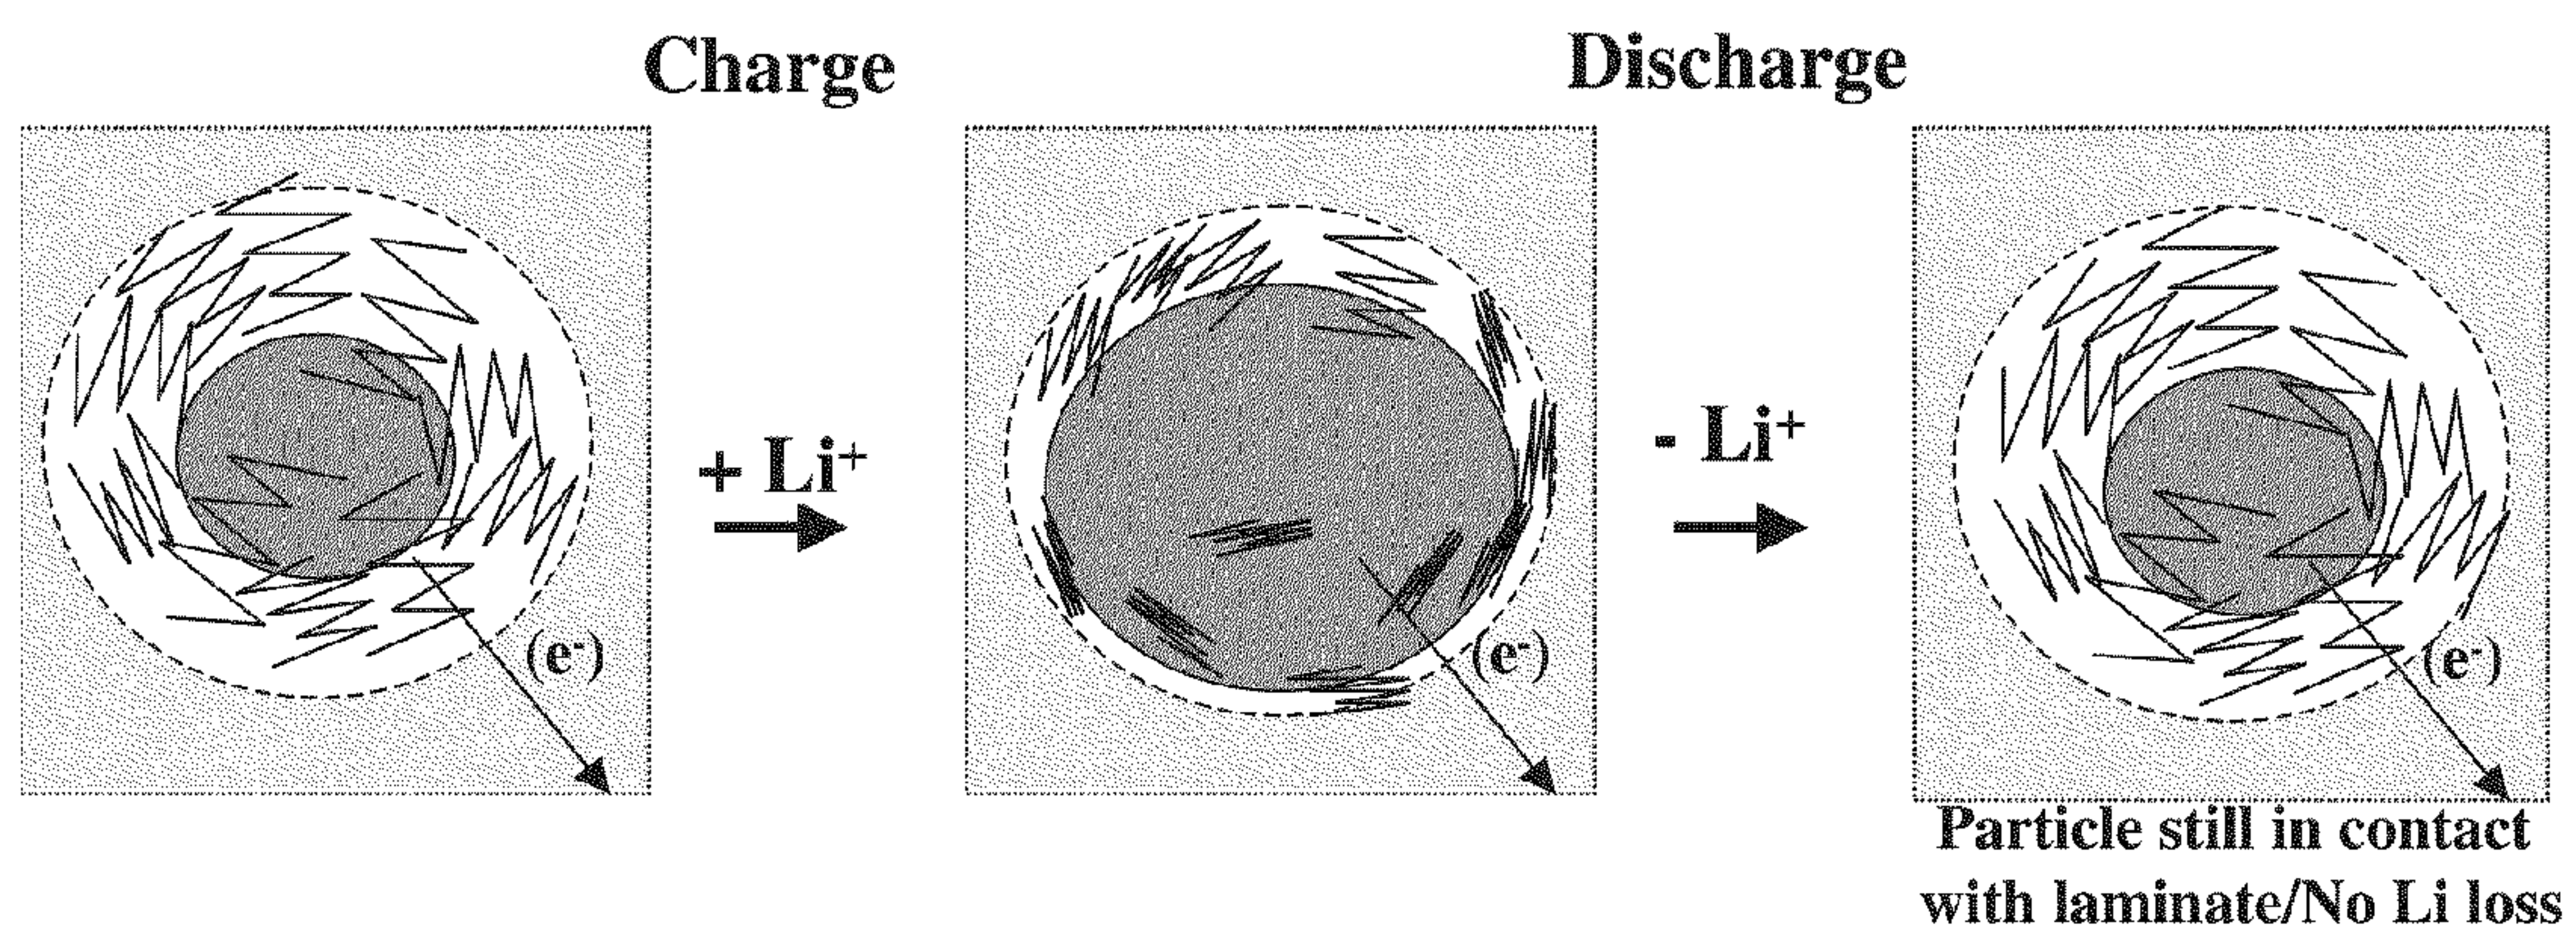 Charge
Discharge
+ Li⁺
- Li⁺
(e⁻)
(e⁻)
(e⁻)
Particle still in contact
with laminate/No Li loss